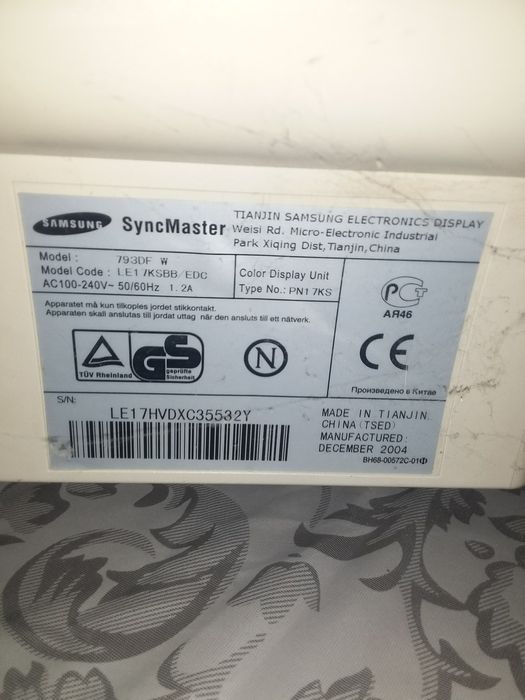 SAMSUNG SyncMaster
TIANJIN SAMSUNG ELECTRONICS DISPLAY
Weisi Rd. Micro-Electronic Industrial
Park Xiqing Dist, Tianjin, China
Model : 793DF W
Model Code : LE17KSBB/EDC
AC100-240V~ 50/60Hz 1.2A
Color Display Unit
Type No.: PN17KS
Apparatet må kun tilkoples jordet stikkontakt.
Apparaten skall anslutas till jordat uttag när den ansluts till ett nätverk.
TÜV Rheinland
GS
geprüfte
Sicherheit
N
РСТ
АЯ46
CE
Произведено в Китае
S/N:
LE17HVDXC35532Y
MADE IN TIANJIN,
CHINA (TSED)
MANUFACTURED:
DECEMBER 2004
BH68-00572C-01